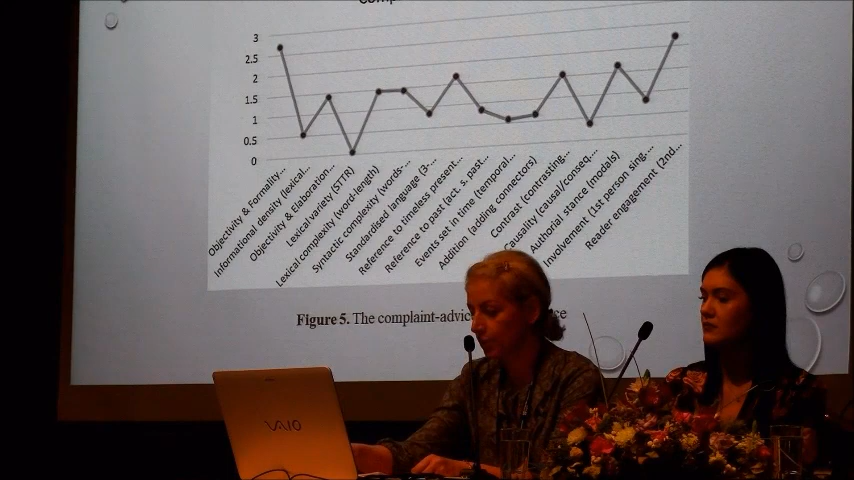 3
2.5
2
1.5
1
0.5
0
Objectivity & Formality...
Informational density (lexical...
Objectivity & Elaboration...
Lexical variety (STTR)
Lexical complexity (word-length)
Syntactic complexity (words-...
Standardised language (3-...
Reference to timeless present...
Reference to past (act. s. past...
Events set in time (temporal...
Addition (adding connectors)
Contrast (contrasting...
Causality (causal/conseq...
Authorial stance (modals)
Involvement (1st person sing...
Reader engagement (2nd...
Figure 5. The complaint-advic
VAIO